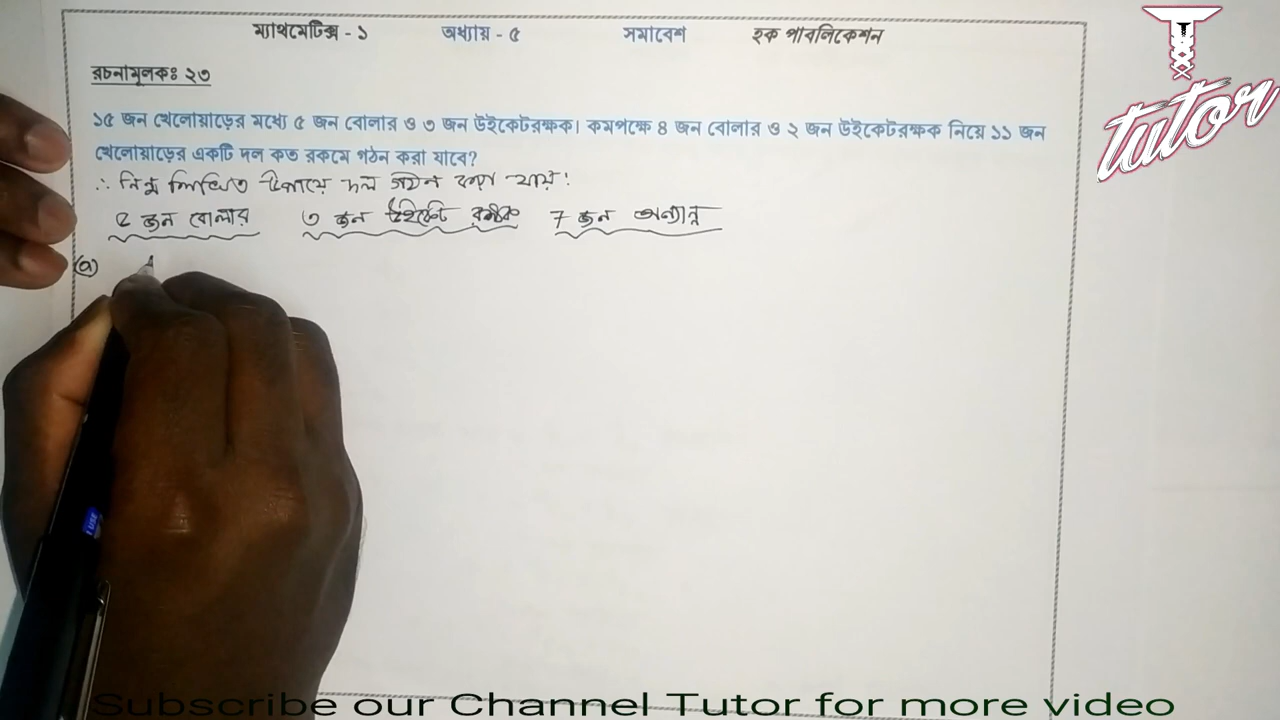 ম্যাথমেটিক্স - ১ অধ্যায় - ৫ সমাবেশ হক পাবলিকেশন
রচনামূলকঃ ২৩
১৫ জন খেলোয়াড়ের মধ্যে ৫ জন বোলার ও ৩ জন উইকেটরক্ষক। কমপক্ষে ৪ জন বোলার ও ২ জন উইকেটরক্ষক নিয়ে ১১ জন
খেলোয়াড়ের একটি দল কত রকমে গঠন করা যাবে?
∴ নিম্ন লিখিত উপায়ে দল গঠন করা যায়:
৫ জন বোলার ৩ জন উইকেট রক্ষক 7 জন অন্যান্য
(a)
T
tutor
I USE
Subscribe our Channel Tutor for more video